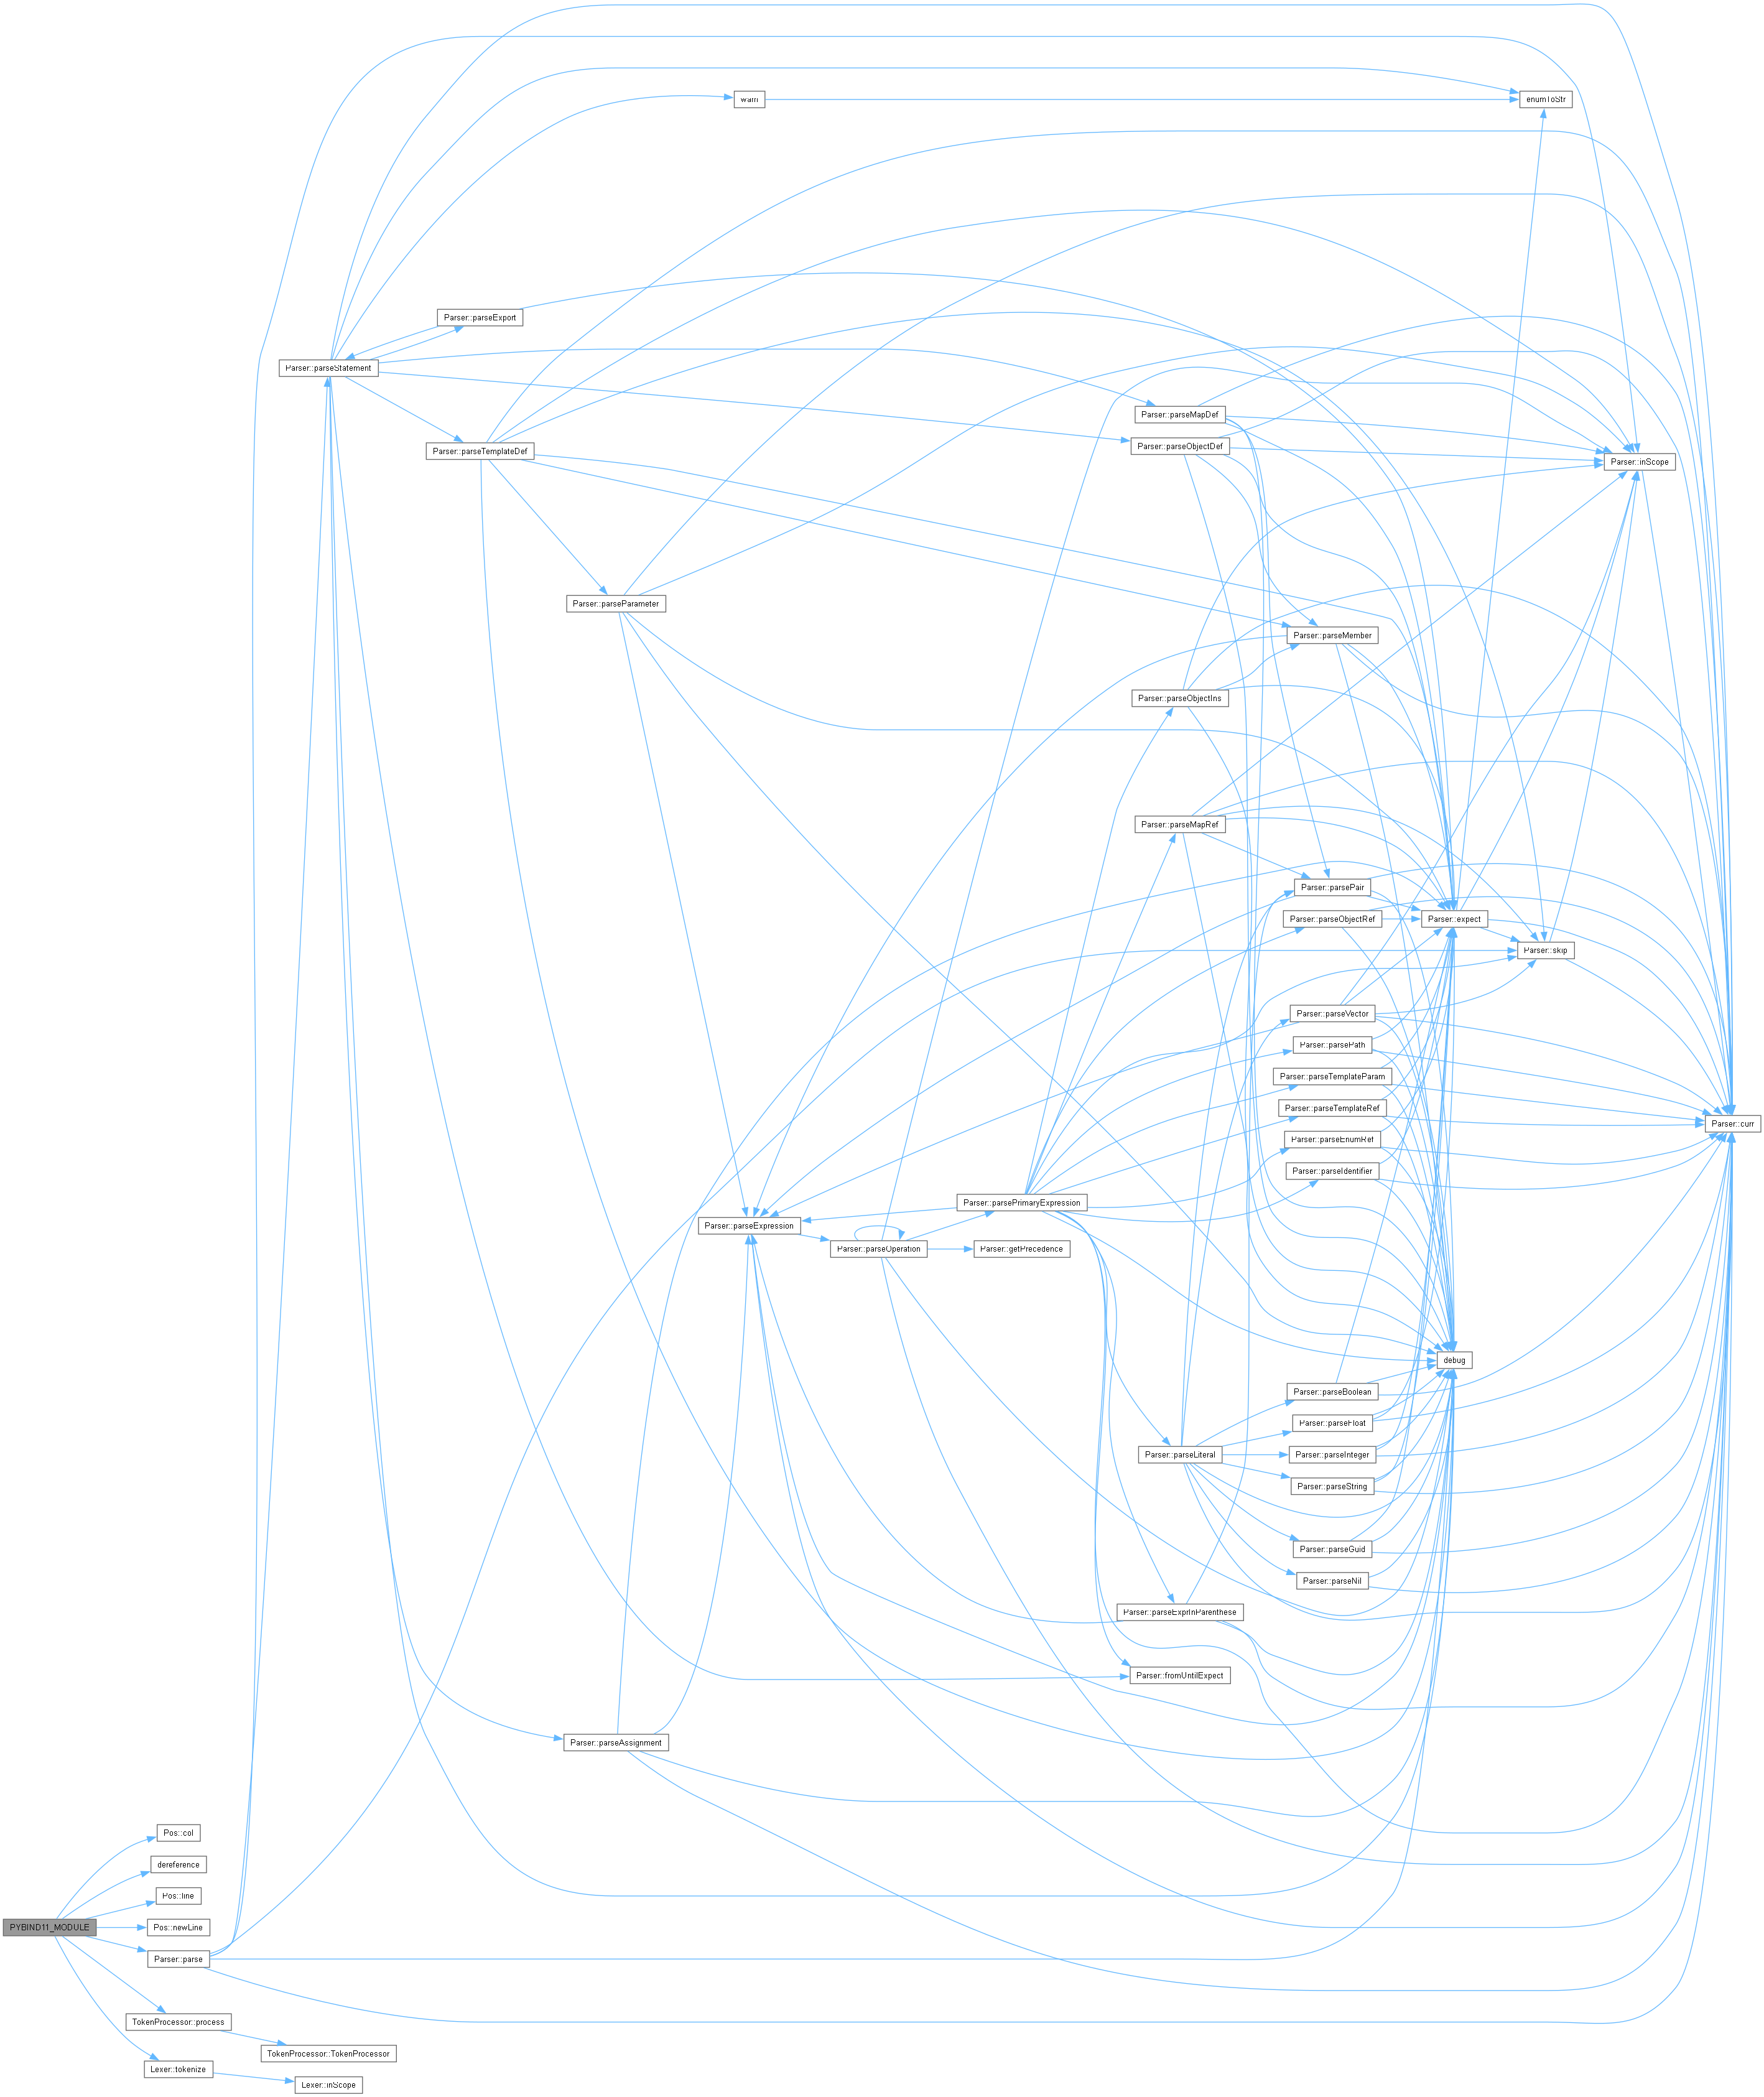 warn
enumToStr
Parser::parseExport
Parser::parseStatement
Parser::parseMapDef
Parser::parseObjectDef
Parser::parseTemplateDef
Parser::inScope
Parser::parseParameter
Parser::parseMember
Parser::parseObjectIns
Parser::parseMapRef
Parser::parsePair
Parser::parseObjectRef
Parser::expect
Parser::skip
Parser::parseVector
Parser::parsePath
Parser::parseTemplateParam
Parser::parseTemplateRef
Parser::curr
Parser::parseEnumRef
Parser::parseIdentifier
Parser::parsePrimaryExpression
Parser::parseExpression
Parser::parseOperation
Parser::getPrecedence
debug
Parser::parseBoolean
Parser::parseFloat
Parser::parseLiteral
Parser::parseInteger
Parser::parseString
Parser::parseGuid
Parser::parseNil
Parser::parseExprInParenthese
Parser::fromUntilExpect
Parser::parseAssignment
Pos::col
dereference
Pos::line
PYBIND11_MODULE
Pos::newLine
Parser::parse
TokenProcessor::process
TokenProcessor::TokenProcessor
Lexer::tokenize
Lexer::inScope